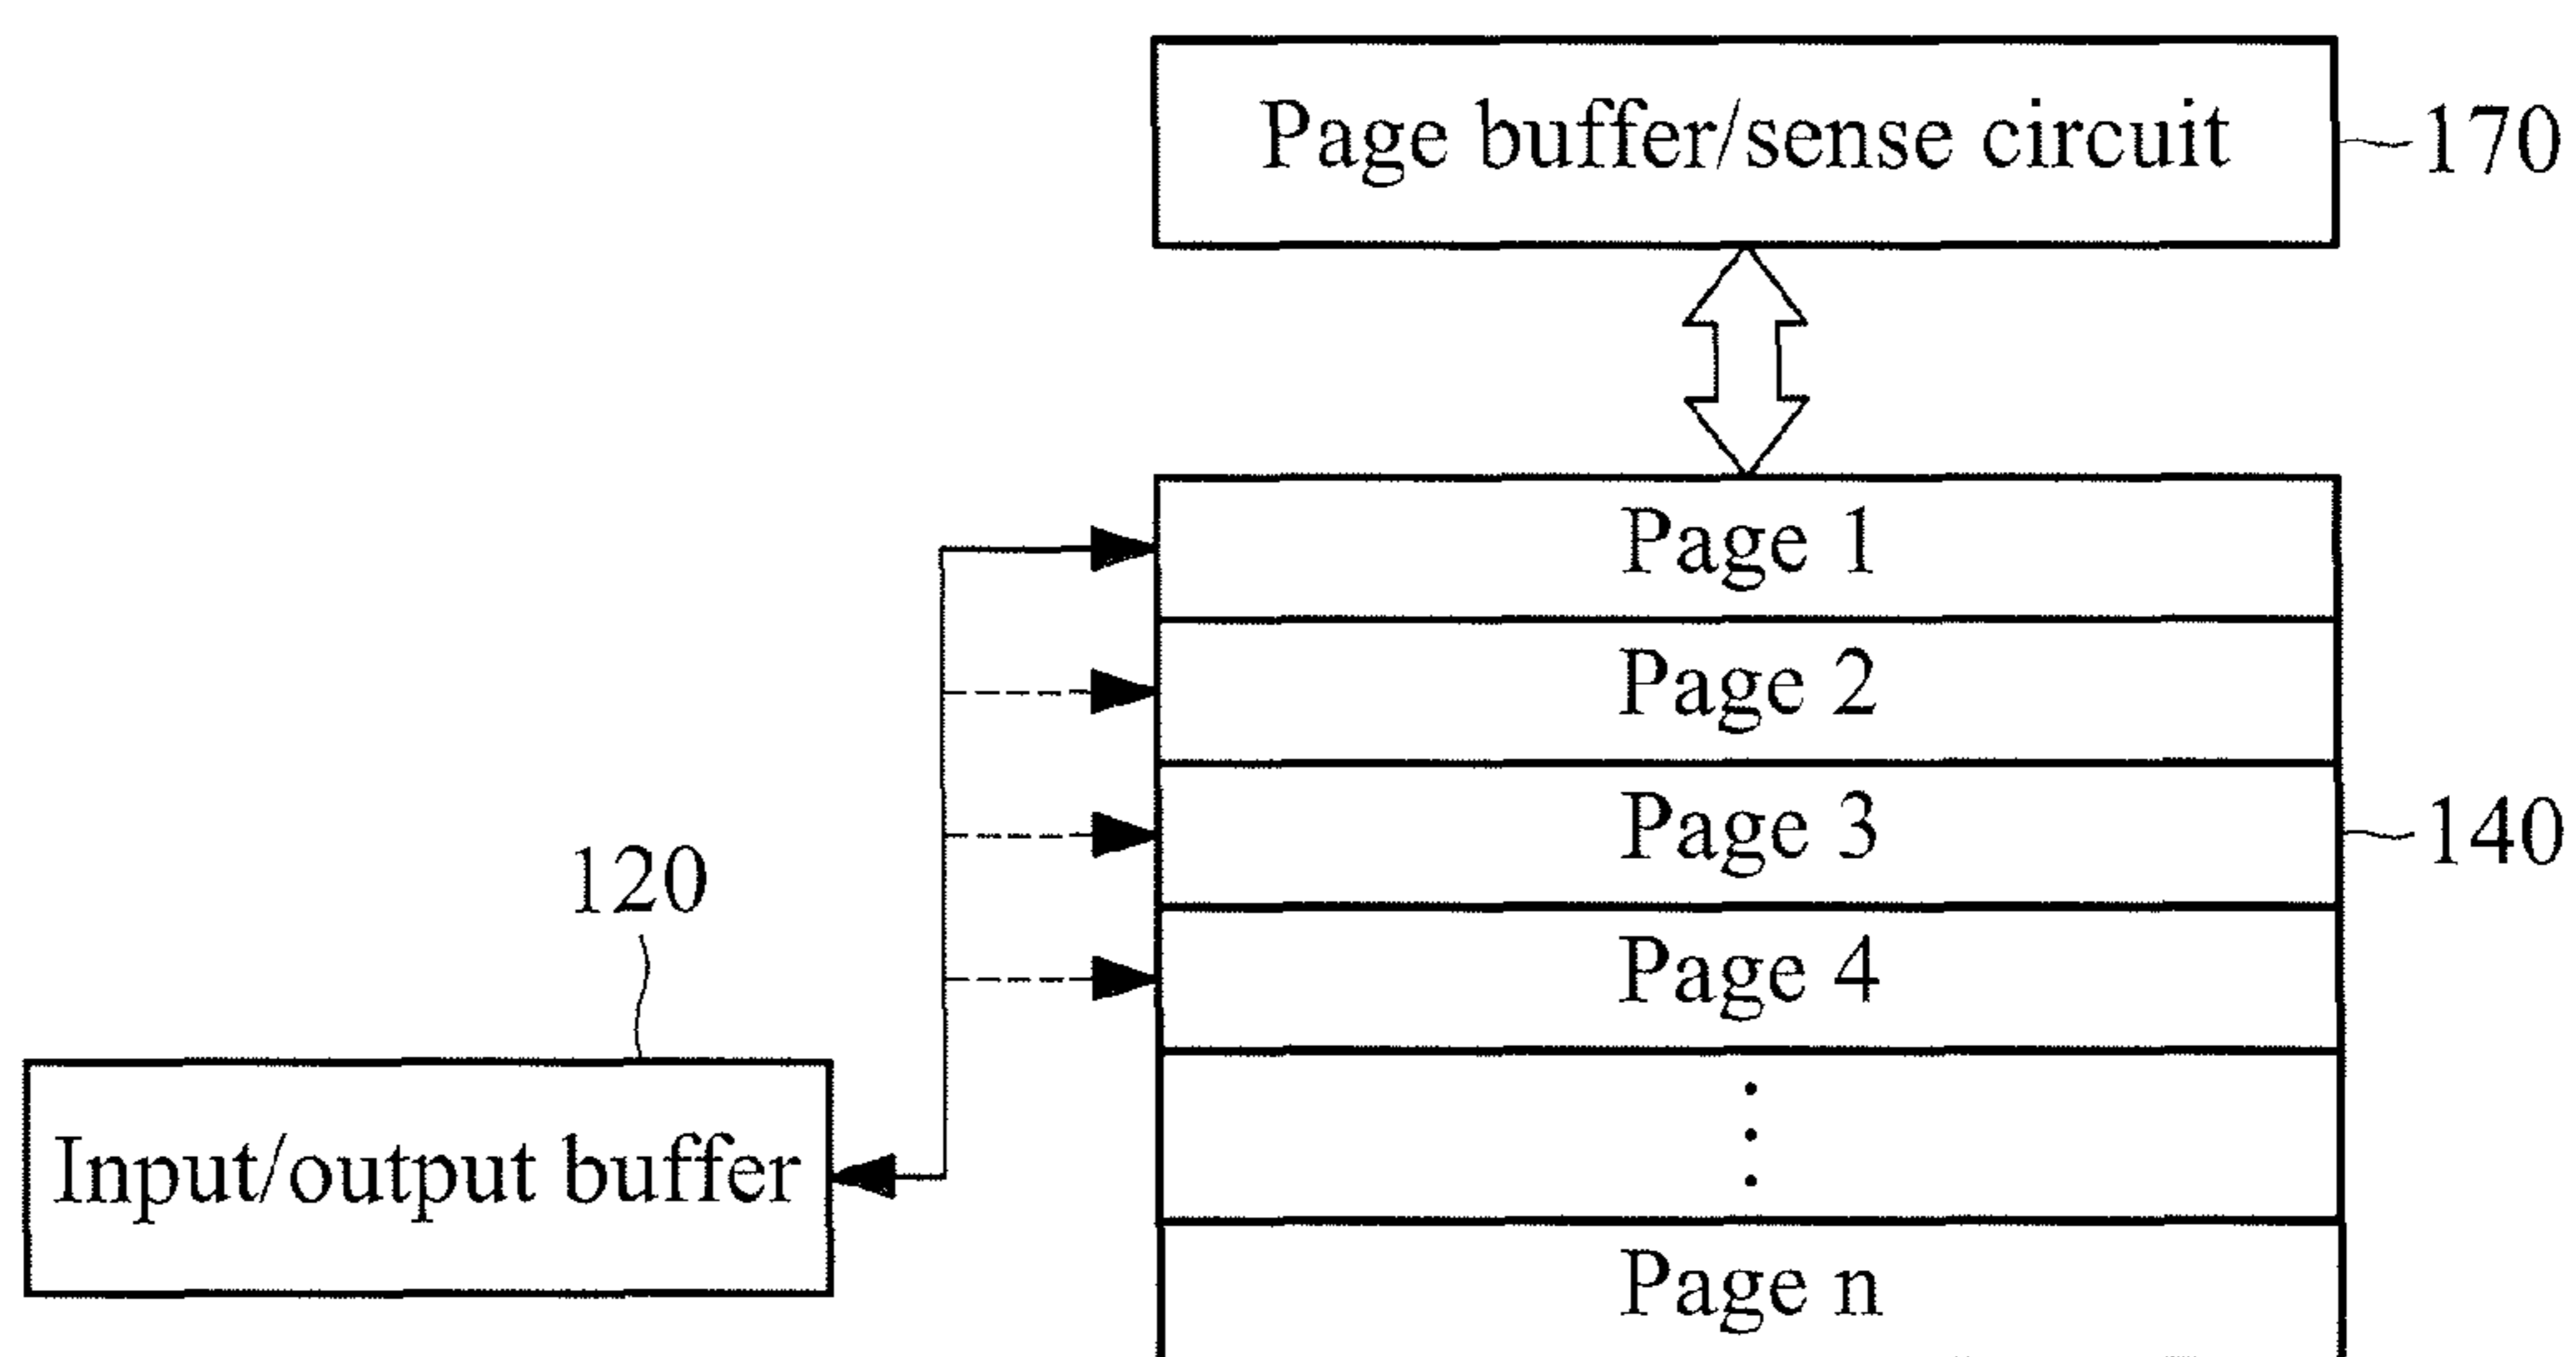 Page buffer/sense circuit
170
Page 1
Page 2
Page 3
140
120
Page 4
Input/output buffer
Page n